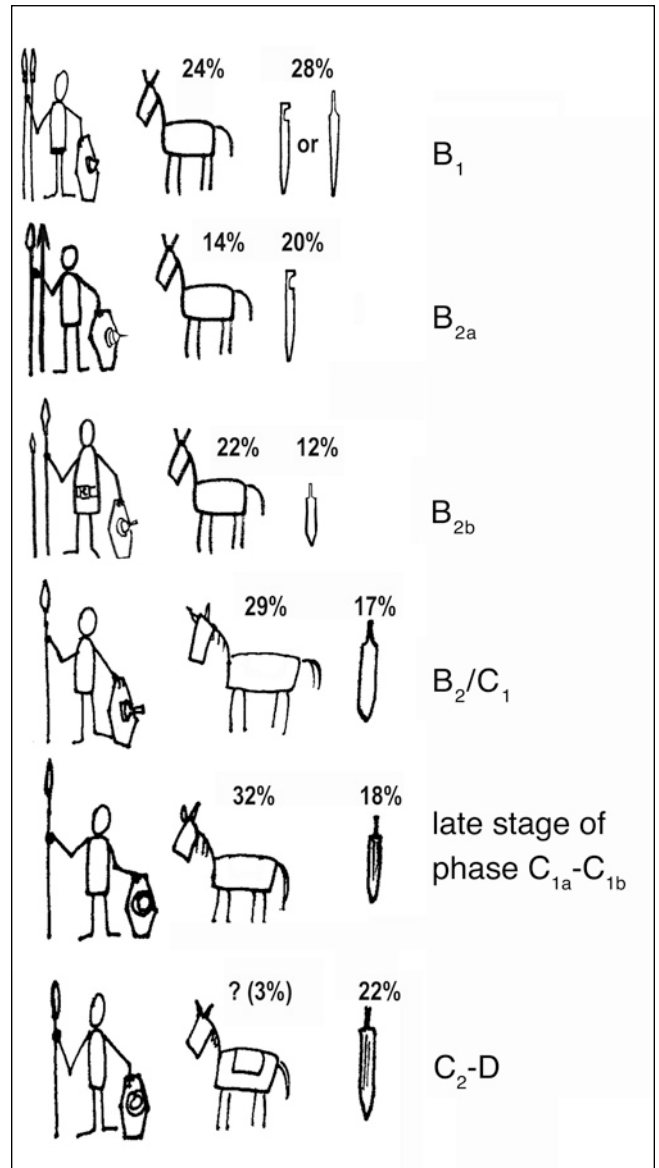 24% 28%
or
B₁
14% 20%
B₂ₐ
22% 12%
B₂b
29% 17%
B₂/C₁
32% 18%
late stage of
phase C₁ₐ-C₁b
? (3%) 22%
C₂-D